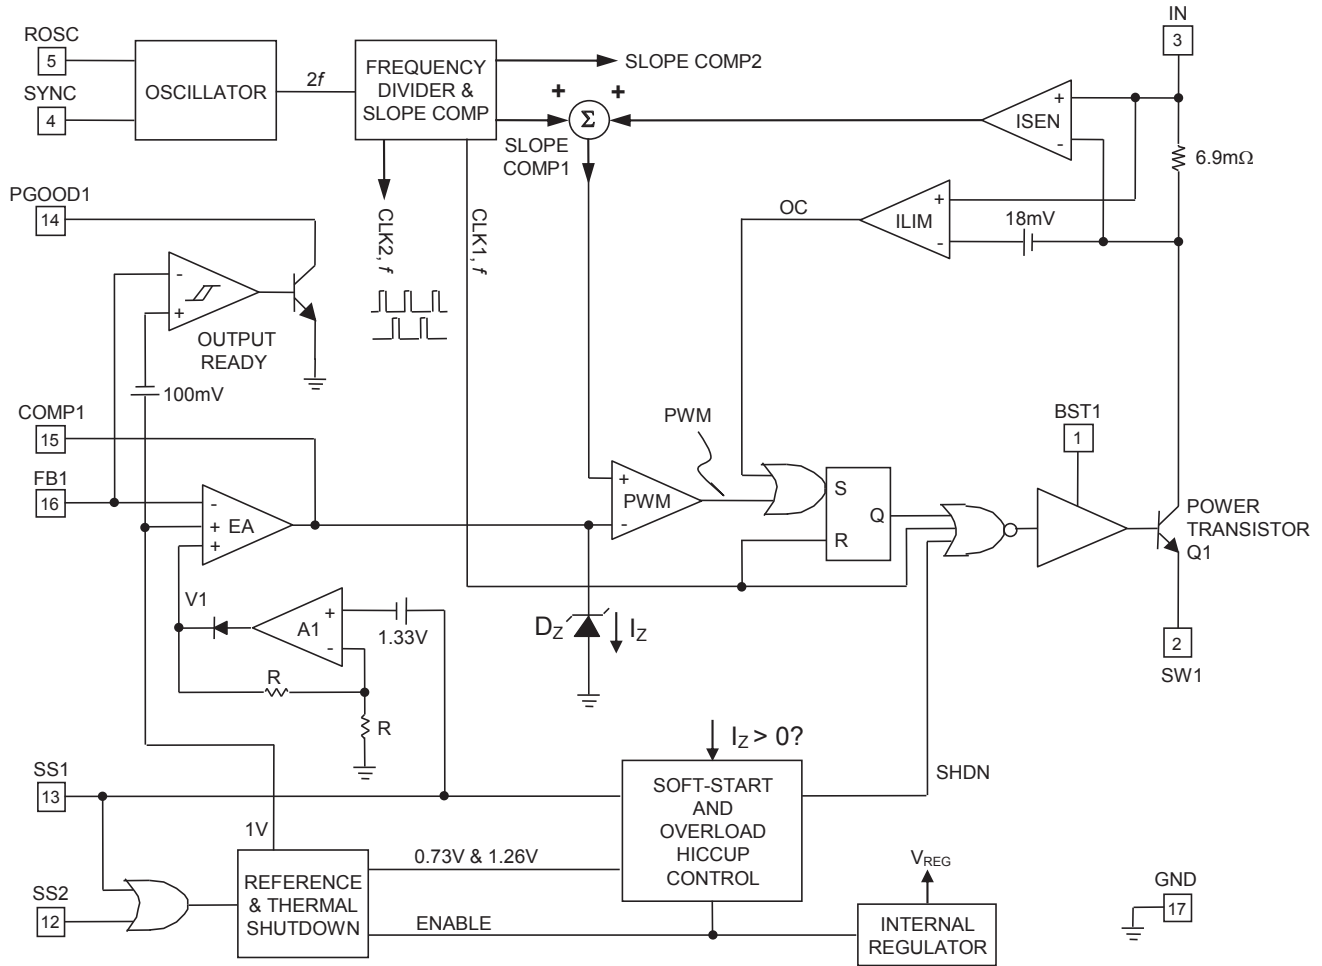 ROSC
5
SYNC
4
OSCILLATOR
2f
FREQUENCY
DIVIDER &
SLOPE COMP
SLOPE COMP2
+
+
Σ
SLOPE
COMP1
IN
3
+
ISEN
-
6.9mΩ
PGOOD1
14
CLK2, f
CLK1, f
OC
+
ILIM
-
18mV
-
+
OUTPUT
READY
100mV
COMP1
15
FB1
16
-
+ EA
+
PWM
+
PWM
-
S
Q
R
BST1
1
POWER
TRANSISTOR
Q1
2
SW1
V1
A1
+
-
1.33V
R
R
DZ
IZ
IZ > 0?
SS1
13
SOFT-START
AND
OVERLOAD
HICCUP
CONTROL
SHDN
1V
0.73V & 1.26V
REFERENCE
& THERMAL
SHUTDOWN
SS2
12
ENABLE
VREG
INTERNAL
REGULATOR
GND
17